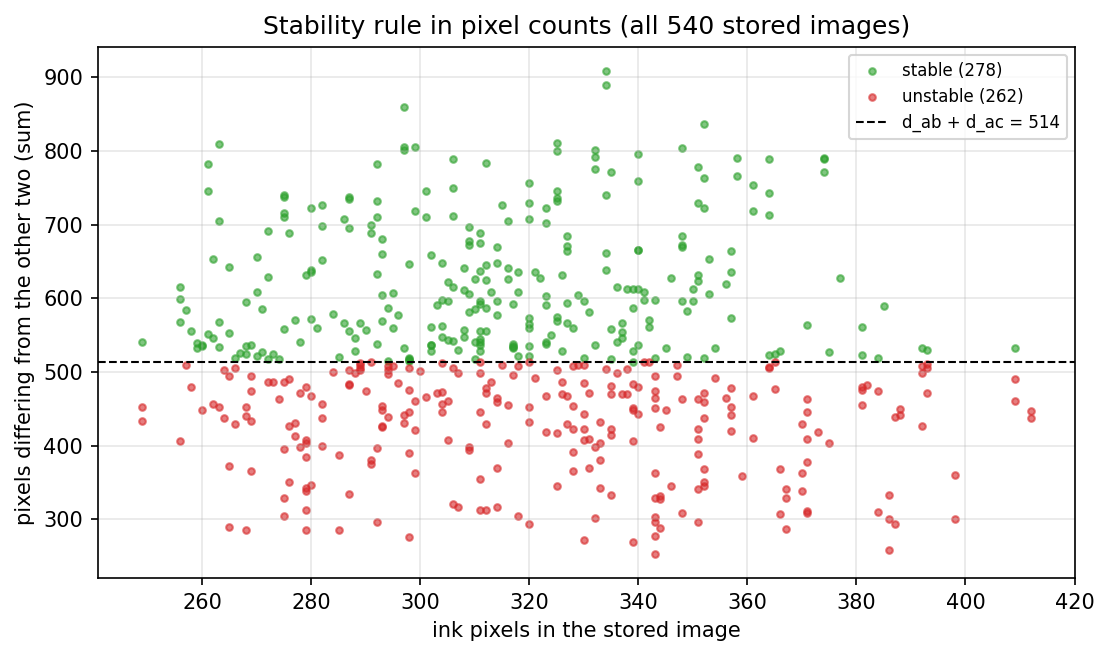 Stability rule in pixel counts (all 540 stored images)
pixels differing from the other two (sum)
900
800
700
600
500
400
300
stable (278)
unstable (262)
d_ab + d_ac = 514
260 280 300 320 340 360 380 400 420
ink pixels in the stored image